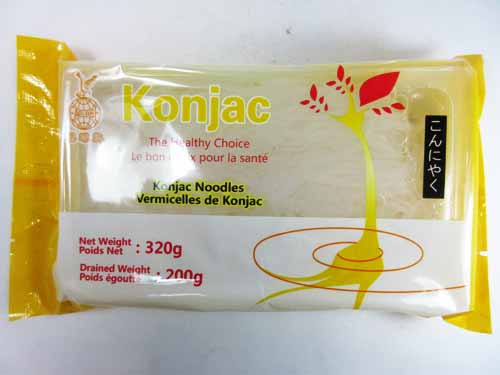 Konjac
The Healthy Choice
Le bon choix pour la santé
Konjac Noodles
Vermicelles de Konjac
こんにゃく
Net Weight : 320g
Poids Net
Drained Weight : 200g
Poids égoutté